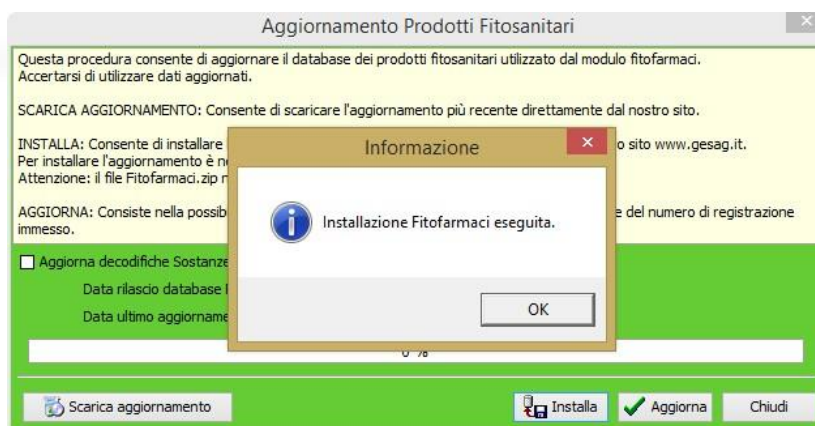 Aggiornamento Prodotti Fitosanitari
Questa procedura consente di aggiornare il database dei prodotti fitosanitari utilizzato dal modulo fitofarmaci.
Accertarsi di utilizzare dati aggiornati.
SCARICA AGGIORNAMENTO: Consente di scaricare l'aggiornamento più recente direttamente dal nostro sito.
INSTALLA: Consente di installare
o sito www.gesag.it.
Per installare l'aggiornamento è
Attenzione: il file Fitofarmaci.zip
AGGIORNA: Consiste nella
e del numero di registrazione
immesso.
Informazione
Installazione Fitofarmaci eseguita.
OK
Aggiorna decodifiche Sostanze
Data rilascio database
Data ultimo
0 %
Scarica aggiornamento
Installa
Aggiorna
Chiudi